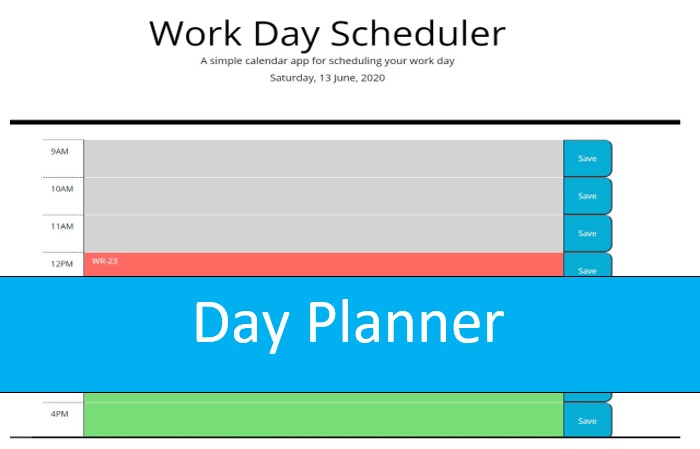 Work Day Scheduler
A simple calendar app for scheduling your work day
Saturday, 13 June, 2020
9AM
Save
10AM
Save
11AM
Save
12PM
WR-23
Save
Day Planner
4PM
Save